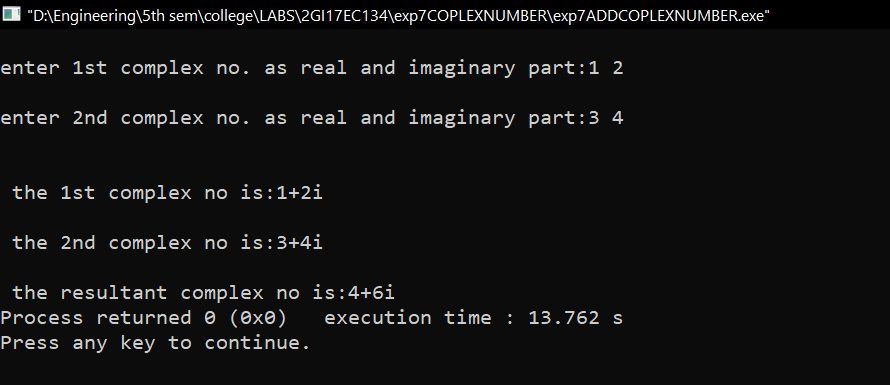 "D:\Engineering\5th sem\college\LABS\2GI17EC134\exp7COPLEXNUMBER\exp7ADDCOPLEXNUMBER.exe"
enter 1st complex no. as real and imaginary part:1 2
enter 2nd complex no. as real and imaginary part:3 4
the 1st complex no is:1+2i
the 2nd complex no is:3+4i
the resultant complex no is:4+6i
Process returned 0 (0x0)   execution time : 13.762 s
Press any key to continue.